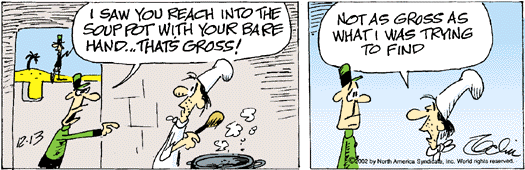 I SAW YOU REACH INTO THE
SOUP POT WITH YOUR BARE
HAND...THAT'S GROSS!
12-13
NOT AS GROSS AS
WHAT I WAS TRYING
TO FIND
©2002 by North America Syndicate, Inc. World rights reserved.